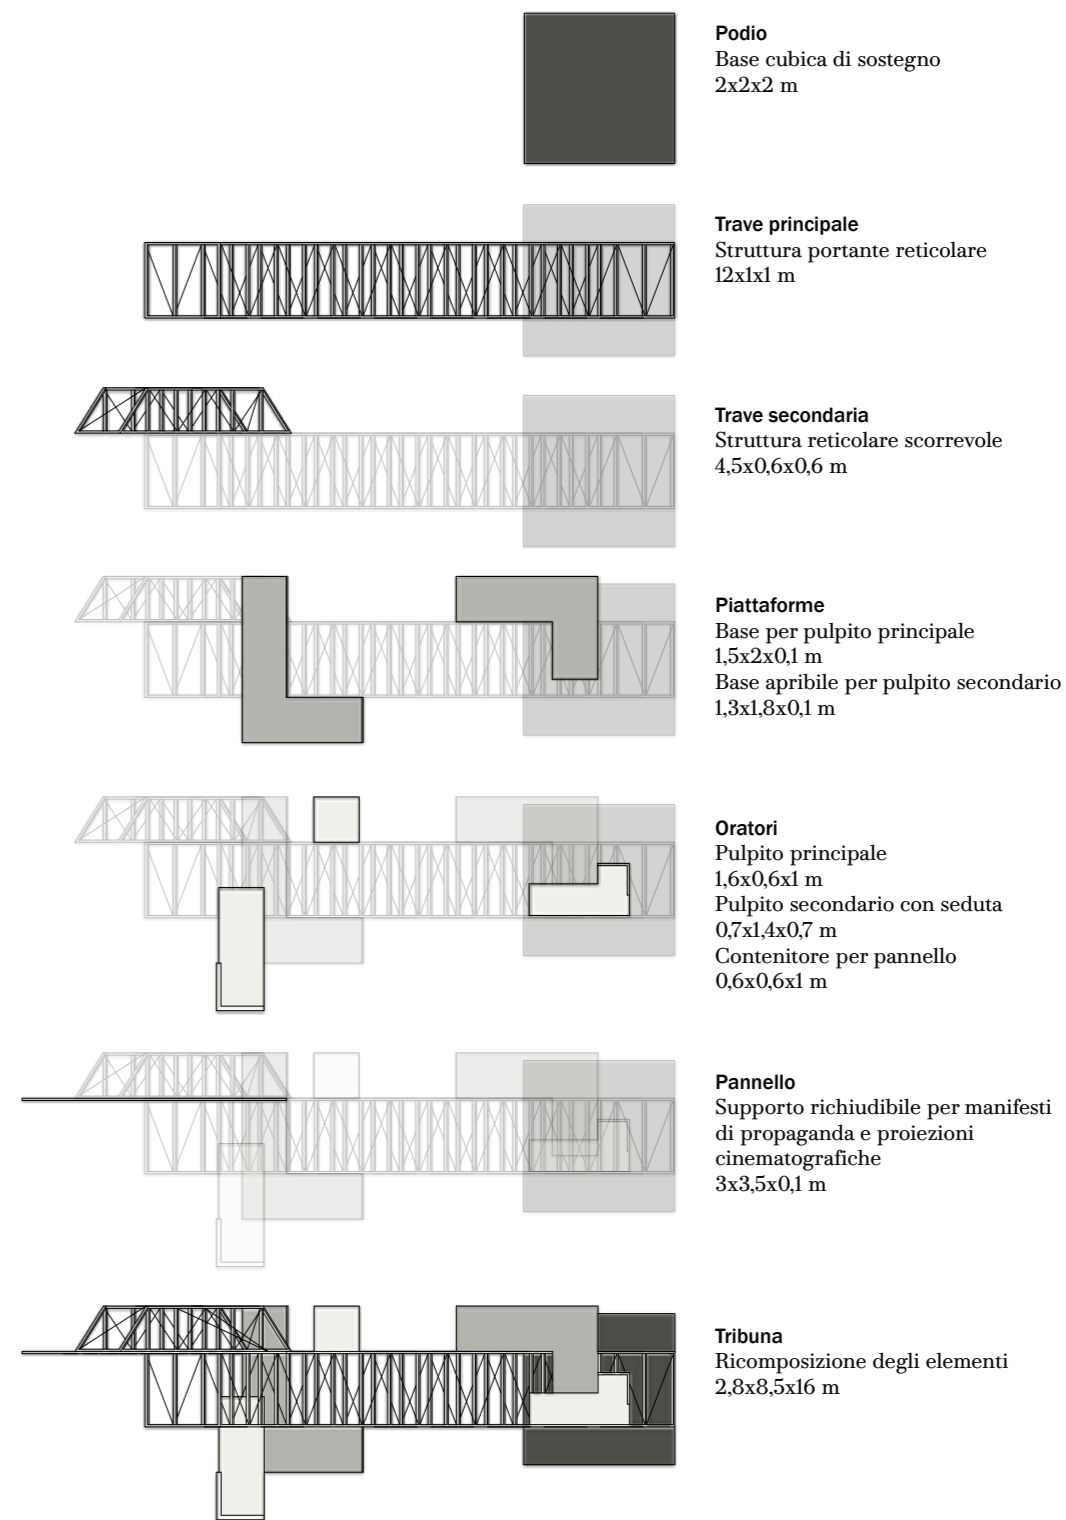 Podio
Base cubica di sostegno
2x2x2 m
Trave principale
Struttura portante reticolare
12x1x1 m
Trave secondaria
Struttura reticolare scorrevole
4,5x0,6x0,6 m
Piattaforme
Base per pulpito principale
1,5x2x0,1 m
Base apribile per pulpito secondario
1,3x1,8x0,1 m
Oratori
Pulpito principale
1,6x0,6x1 m
Pulpito secondario con seduta
0,7x1,4x0,7 m
Contenitore per pannello
0,6x0,6x1 m
Pannello
Supporto richiudibile per manifesti
di propaganda e proiezioni
cinematografiche
3x3,5x0,1 m
Tribuna
Ricomposizione degli elementi
2,8x8,5x16 m